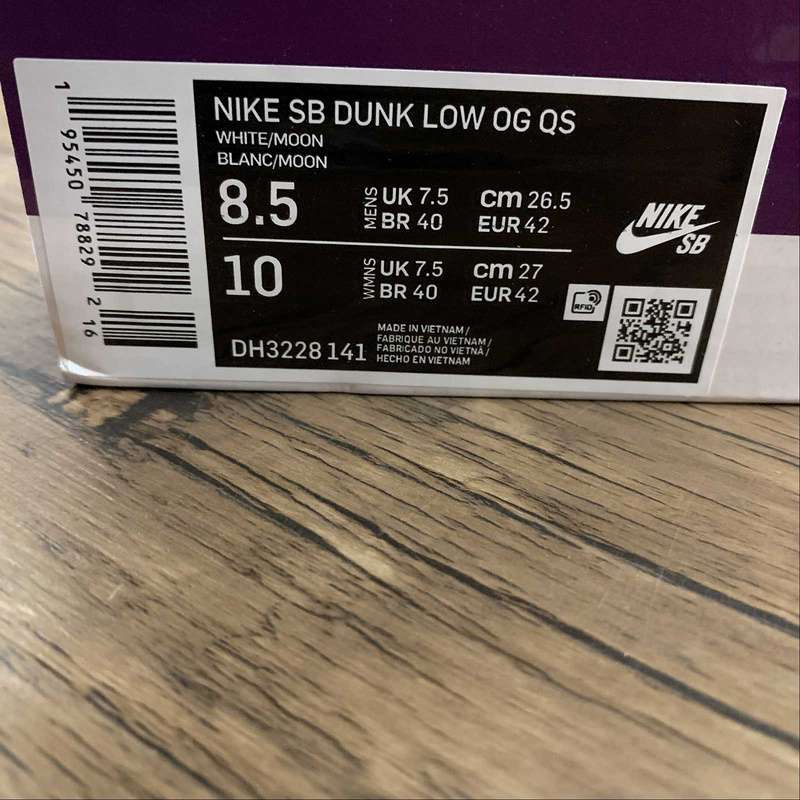 NIKE SB DUNK LOW OG QS
WHITE/MOON
BLANC/MOON
8.5
MENS
UK 7.5 cm 26.5
BR 40 EUR 42
10
WMNS
UK 7.5 cm 27
BR 40 EUR 42
DH3228 141
MADE IN VIETNAM /
FABRIQUE AU VIETNAM /
FABRICADO NO VIETNÃ /
HECHO EN VIETNAM
NIKE
SB
RFID
1 95450 78829 2 16